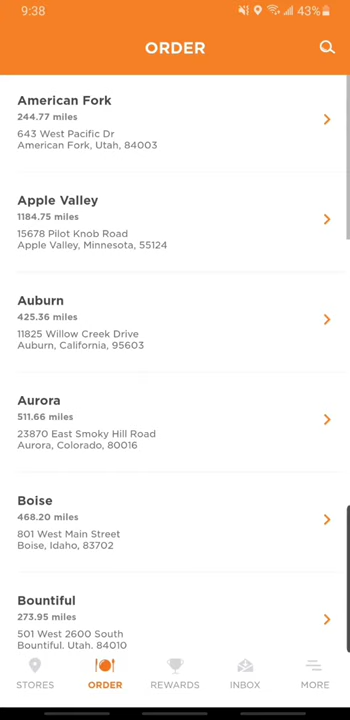 9:38
43%
ORDER
American Fork
244.77 miles
643 West Pacific Dr
American Fork, Utah, 84003
Apple Valley
1184.75 miles
15678 Pilot Knob Road
Apple Valley, Minnesota, 55124
Auburn
425.36 miles
11825 Willow Creek Drive
Auburn, California, 95603
Aurora
511.66 miles
23870 East Smoky Hill Road
Aurora, Colorado, 80016
Boise
468.20 miles
801 West Main Street
Boise, Idaho, 83702
Bountiful
273.95 miles
501 West 2600 South
Bountiful, Utah, 84010
STORES
ORDER
REWARDS
INBOX
MORE